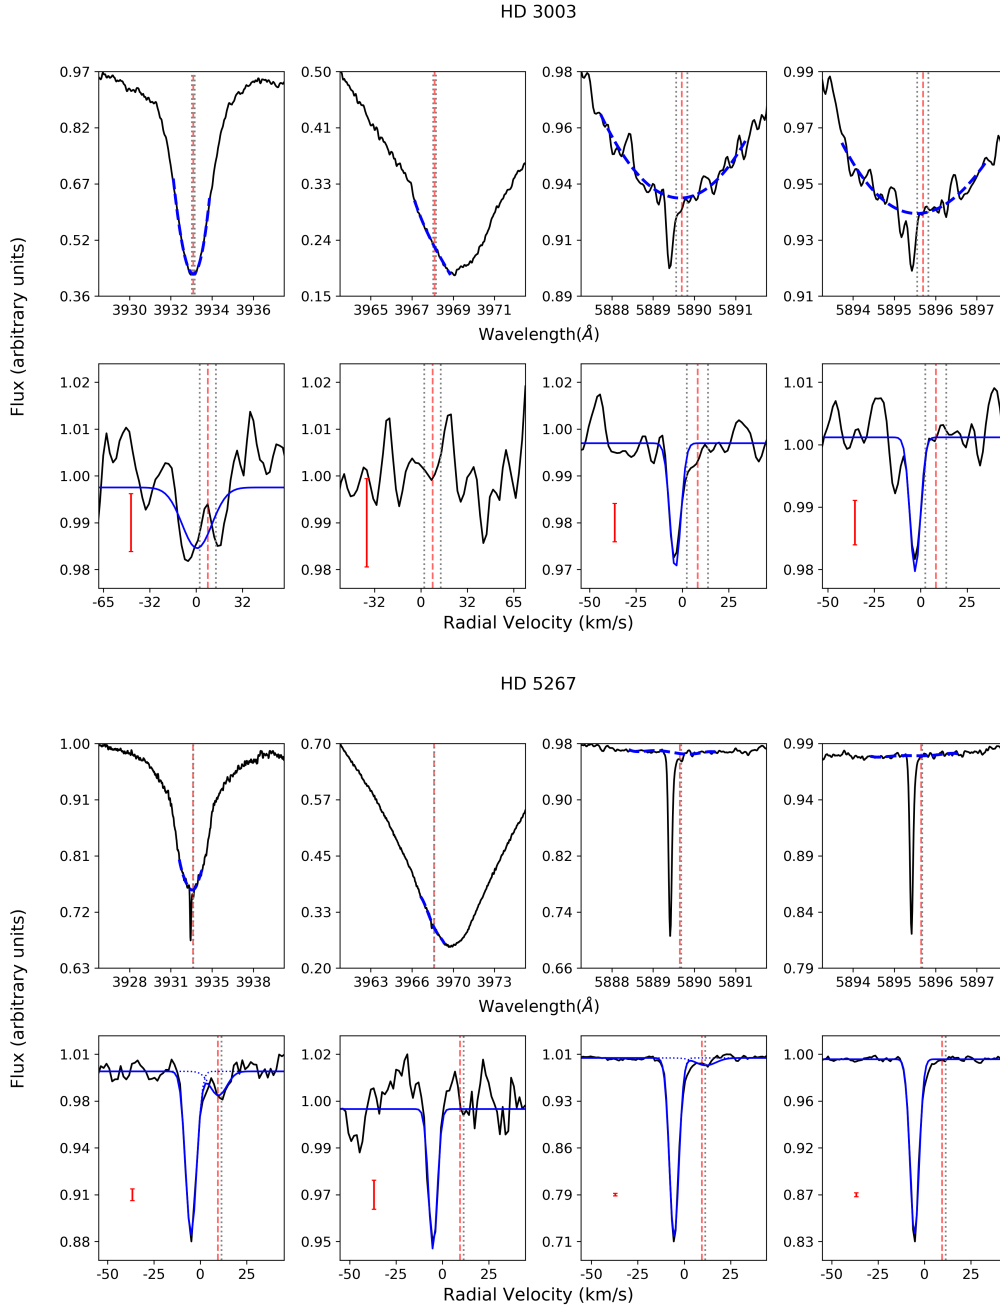 HD 3003
0.97 0.50 0.98 0.99
0.82 0.41 0.96 0.97
0.67 0.33 0.94 0.95
0.52 0.24 0.91 0.93
0.36 0.15 0.89 0.91
3930 3932 3934 3936 3965 3967 3969 3971 5888 5889 5890 5891 5894 5895 5896 5897
Wavelength(Å)
Flux (arbitrary units)
1.02 1.02 1.02 1.01
1.01 1.01 1.01
1.00 1.00 1.00 1.00
0.99 0.99 0.99 0.99
0.98 0.98 0.98 0.98
0.97
-65 -32 0 32 -32 0 32 65 -50 -25 0 25 -50 -25 0 25
Radial Velocity (km/s)
HD 5267
1.00 0.70 0.98 0.99
0.91 0.57 0.90 0.94
0.81 0.45 0.82 0.89
0.72 0.33 0.74 0.84
0.63 0.20 0.66 0.79
3928 3931 3935 3938 3963 3966 3970 3973 5888 5889 5890 5891 5894 5895 5896 5897
Wavelength(Å)
Flux (arbitrary units)
1.01 1.02 1.01 1.00
0.98 1.00 0.93 0.96
0.94 0.99 0.86 0.92
0.91 0.97 0.79 0.87
0.88 0.95 0.71 0.83
-50 -25 0 25 -50 -25 0 25 -50 -25 0 25 -50 -25 0 25
Radial Velocity (km/s)